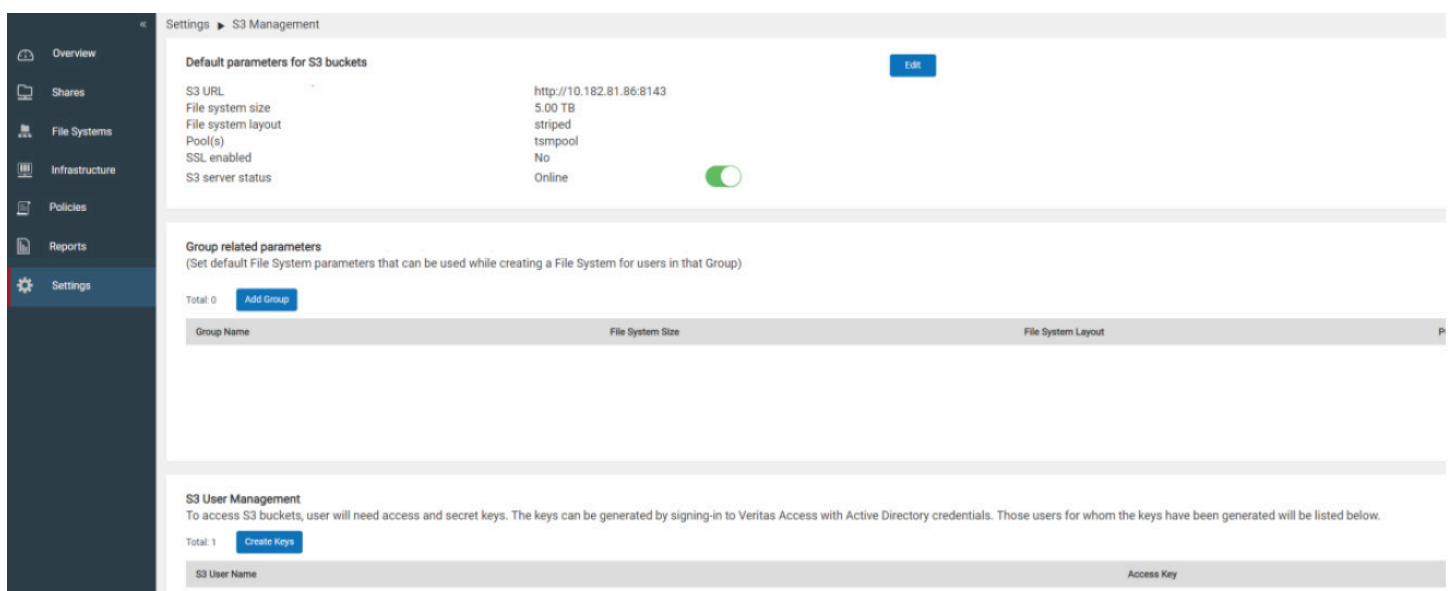 «
Settings ▶ S3 Management
Overview
Shares
File Systems
Infrastructure
Policies
Reports
Settings
Default parameters for S3 buckets
Edit
S3 URL http://10.182.81.86:8143
File system size 5.00 TB
File system layout striped
Pool(s) tsmpool
SSL enabled No
S3 server status Online
Group related parameters
(Set default File System parameters that can be used while creating a File System for users in that Group)
Total: 0 Add Group
Group Name File System Size File System Layout P
S3 User Management
To access S3 buckets, user will need access and secret keys. The keys can be generated by signing-in to Veritas Access with Active Directory credentials. Those users for whom the keys have been generated will be listed below.
Total: 1 Create Keys
S3 User Name Access Key